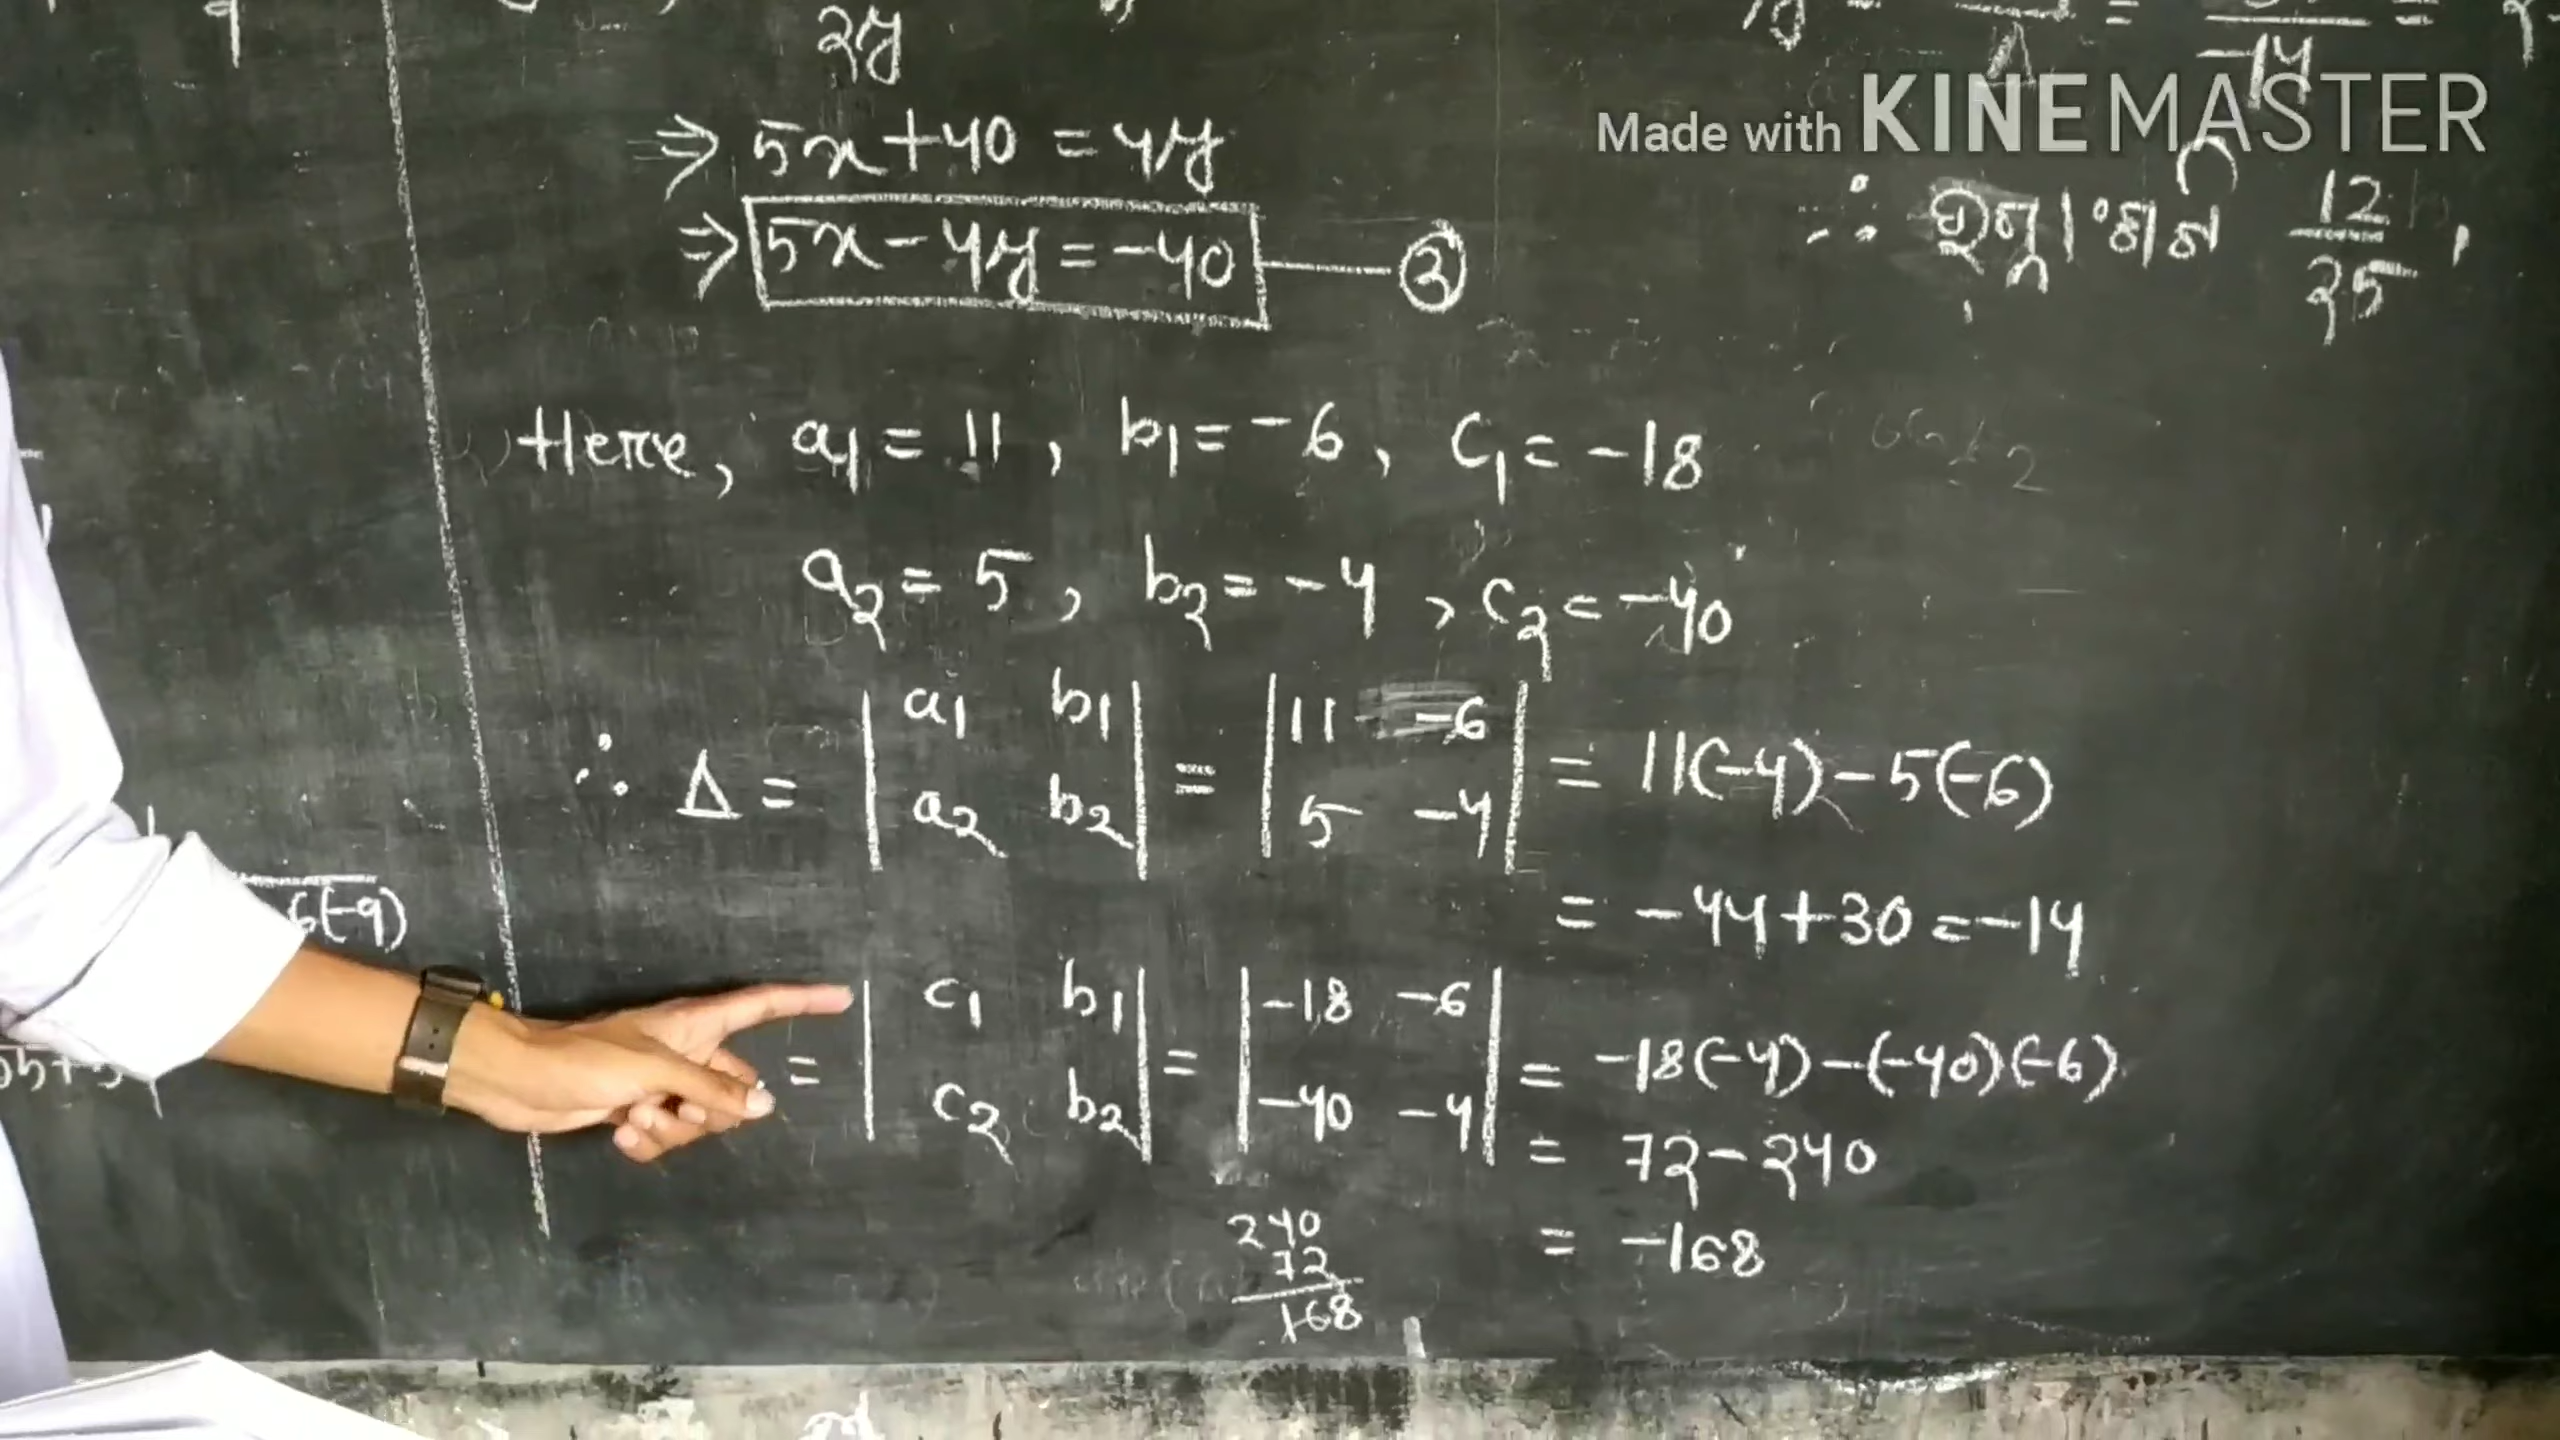 2y
-14
Made with KINEMASTER
⇒ 5x+40 = 4y
⇒ 5x-4y=-40 ②
∴ 12/25,
Here, a1 = 11, b1 = -6, c1 = -18
a2 = 5, b2 = -4, c2 = -40
∴ Δ = |a1 b1| = |11 -6| = 11(-4)-5(-6)
|a2 b2| |5 -4|
= -44+30 = -14
6(-9)
= |c1 b1| = |-18 -6| = -18(-4)-(-40)(-6)
|c2 b2| |-40 -4|
= 72-240
= -168
240
72
168